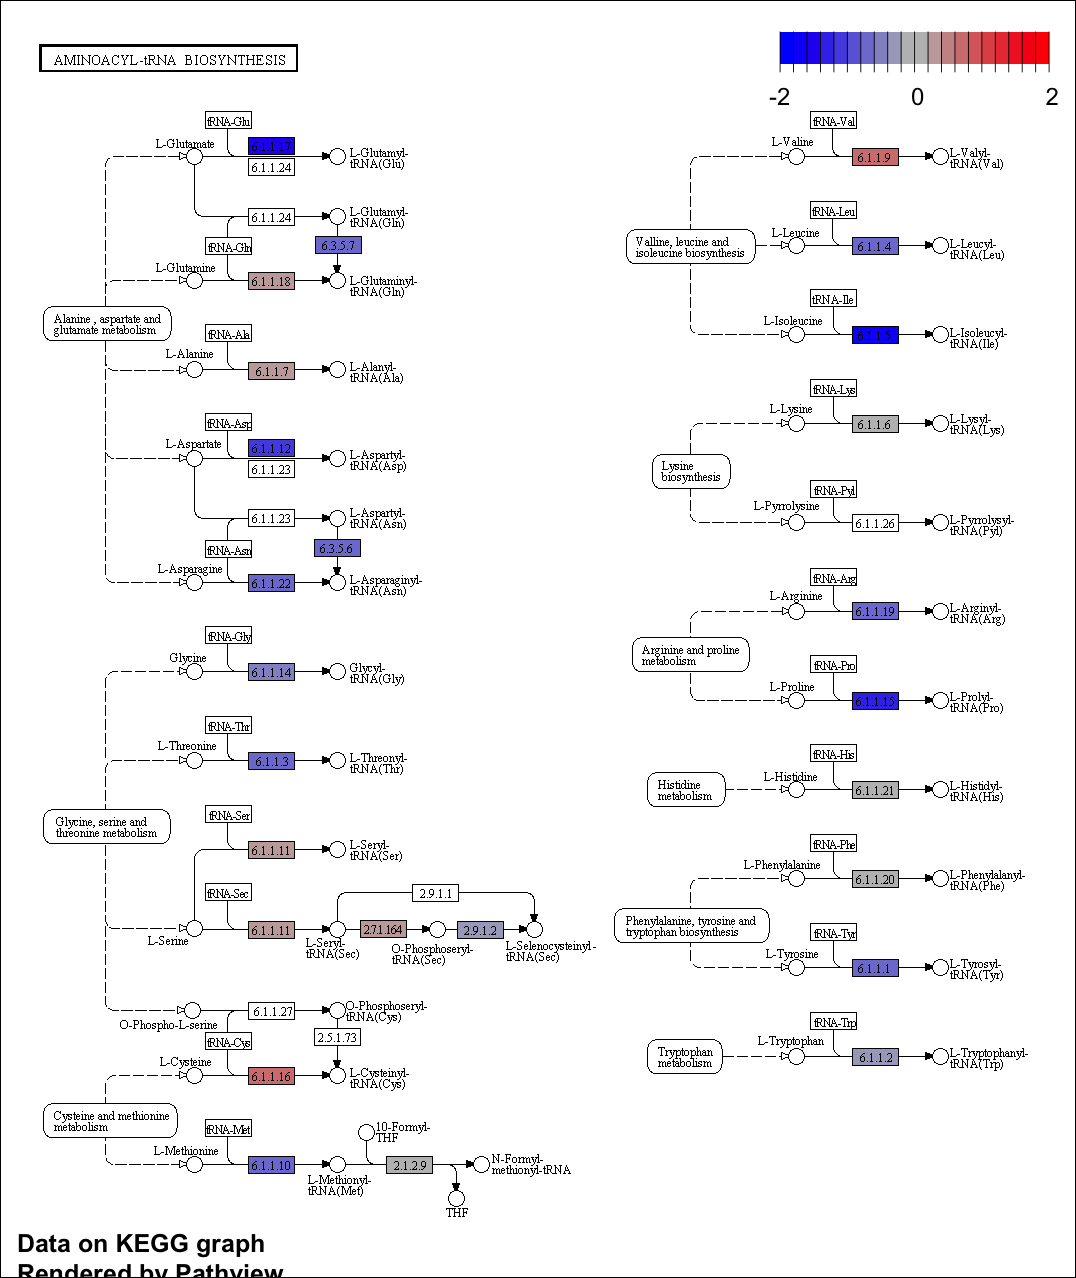 AMINOACYL-tRNA BIOSYNTHESIS
-2 0 2
tRNA-Glu
L-Glutamate
6.1.1.17
6.1.1.24
L-Glutamyl-
tRNA(Glu)
6.1.1.24
L-Glutamyl-
tRNA(Gln)
tRNA-Gln
6.3.5.7
L-Glutamine
6.1.1.18
L-Glutaminyl-
tRNA(Gln)
Alanine , aspartate and
glutamate metabolism
tRNA-Ala
L-Alanine
6.1.1.7
L-Alanyl-
tRNA(Ala)
tRNA-Asp
L-Aspartate
6.1.1.12
6.1.1.23
L-Aspartyl-
tRNA(Asp)
6.1.1.23
L-Aspartyl-
tRNA(Asn)
tRNA-Asn
6.3.5.6
L-Asparagine
6.1.1.22
L-Asparaginyl-
tRNA(Asn)
tRNA-Gly
Glycine
6.1.1.14
Glycyl-
tRNA(Gly)
tRNA-Thr
L-Threonine
6.1.1.3
L-Threonyl-
tRNA(Thr)
Glycine, serine and
threonine metabolism
tRNA-Ser
6.1.1.11
L-Seryl-
tRNA(Ser)
tRNA-Sec
2.9.1.1
L-Serine
6.1.1.11
L-Seryl-
tRNA(Sec)
2.7.1.164
O-Phosphoseryl-
tRNA(Sec)
2.9.1.2
L-Selenocysteinyl-
tRNA(Sec)
O-Phospho-L-serine
6.1.1.27
O-Phosphoseryl-
tRNA(Cys)
tRNA-Cys
2.5.1.73
L-Cysteine
6.1.1.16
L-Cysteinyl-
tRNA(Cys)
Cysteine and methionine
metabolism
tRNA-Met
L-Methionine
6.1.1.10
L-Methionyl-
tRNA(Met)
10-Formyl-
THF
2.1.2.9
N-Formyl-
methionyl-tRNA
THF
tRNA-Val
L-Valine
6.1.1.9
L-Valyl-
tRNA(Val)
tRNA-Leu
Valline, leucine and
isoleucine biosynthesis
L-Leucine
6.1.1.4
L-Leucyl-
tRNA(Leu)
tRNA-Ile
L-Isoleucine
6.1.1.5
L-Isoleucyl-
tRNA(Ile)
tRNA-Lys
L-Lysine
6.1.1.6
L-Lysyl-
tRNA(Lys)
Lysine
biosynthesis
tRNA-Pyl
L-Pyrrolysine
6.1.1.26
L-Pyrrolysyl-
tRNA(Pyl)
tRNA-Arg
L-Arginine
6.1.1.19
L-Arginyl-
tRNA(Arg)
Arginine and proline
metabolism
tRNA-Pro
L-Proline
6.1.1.15
L-Prolyl-
tRNA(Pro)
tRNA-His
Histidine
metabolism
L-Histidine
6.1.1.21
L-Histidyl-
tRNA(His)
tRNA-Phe
L-Phenylalanine
6.1.1.20
L-Phenylalanyl-
tRNA(Phe)
Phenylalanine, tyrosine and
tryptophan biosynthesis
tRNA-Tyr
L-Tyrosine
6.1.1.1
L-Tyrosyl-
tRNA(Tyr)
tRNA-Trp
Tryptophan
metabolism
L-Tryptophan
6.1.1.2
L-Tryptophanyl-
tRNA(Trp)
Data on KEGG graph
Rendered by Pathview